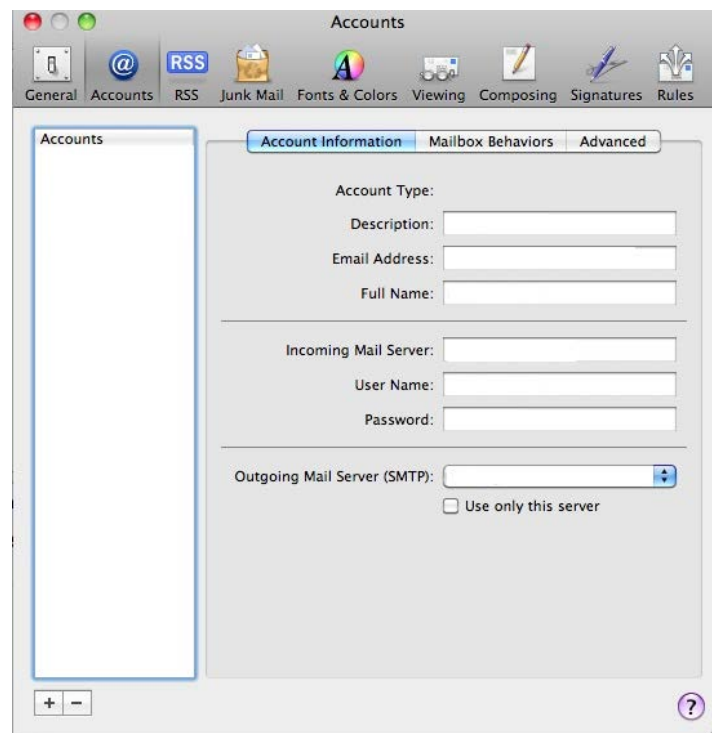 Accounts
RSS
General Accounts RSS Junk Mail Fonts & Colors Viewing Composing Signatures Rules
Accounts
Account Information Mailbox Behaviors Advanced
Account Type:
Description:
Email Address:
Full Name:
Incoming Mail Server:
User Name:
Password:
Outgoing Mail Server (SMTP):
Use only this server
+ −
?